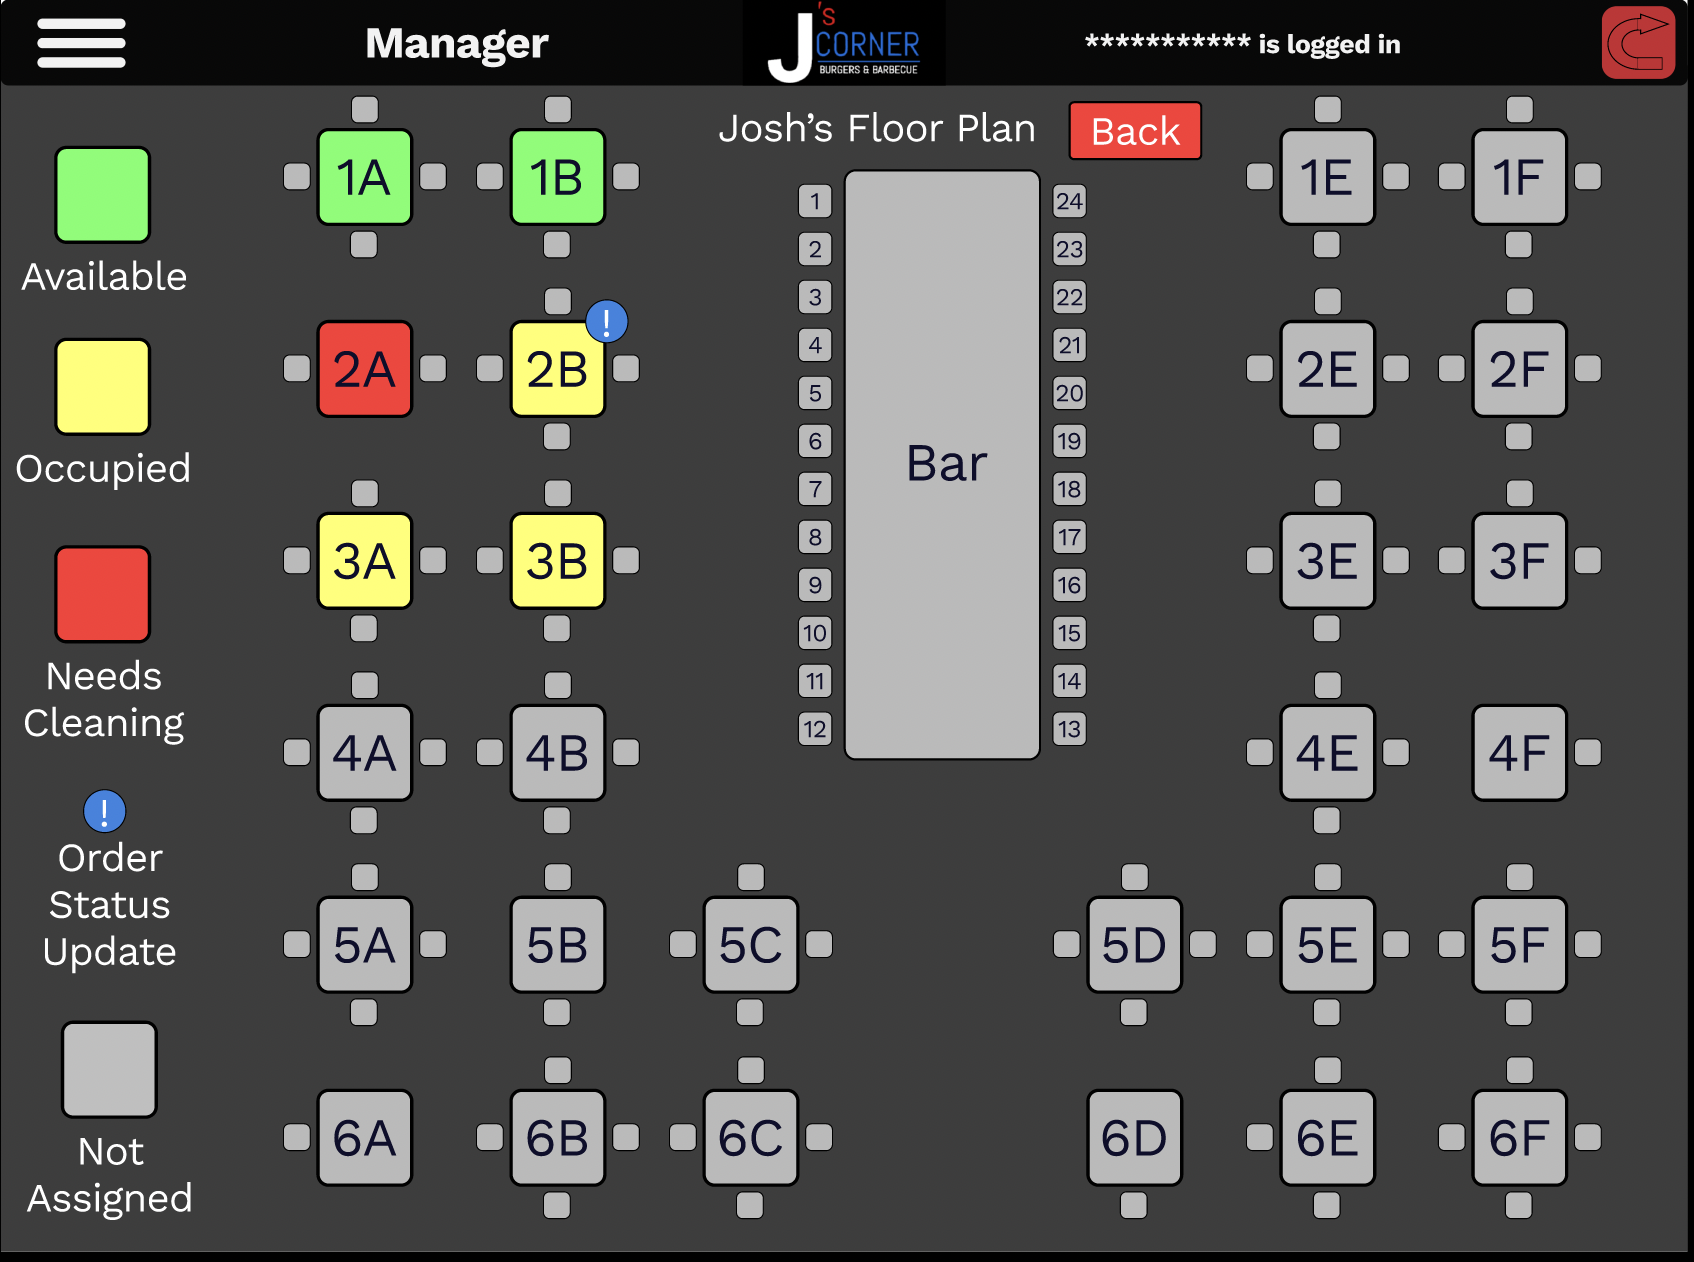 Manager
J's
CORNER
BURGERS & BARBECUE
*********** is logged in
Josh's Floor Plan
Back
Available
Occupied
Needs
Cleaning
!
Order
Status
Update
Not
Assigned
1A 1B 1E 1F
2A 2B ! 2E 2F
3A 3B 3E 3F
4A 4B 4E 4F
5A 5B 5C 5D 5E 5F
6A 6B 6C 6D 6E 6F
Bar
1 24
2 23
3 22
4 21
5 20
6 19
7 18
8 17
9 16
10 15
11 14
12 13